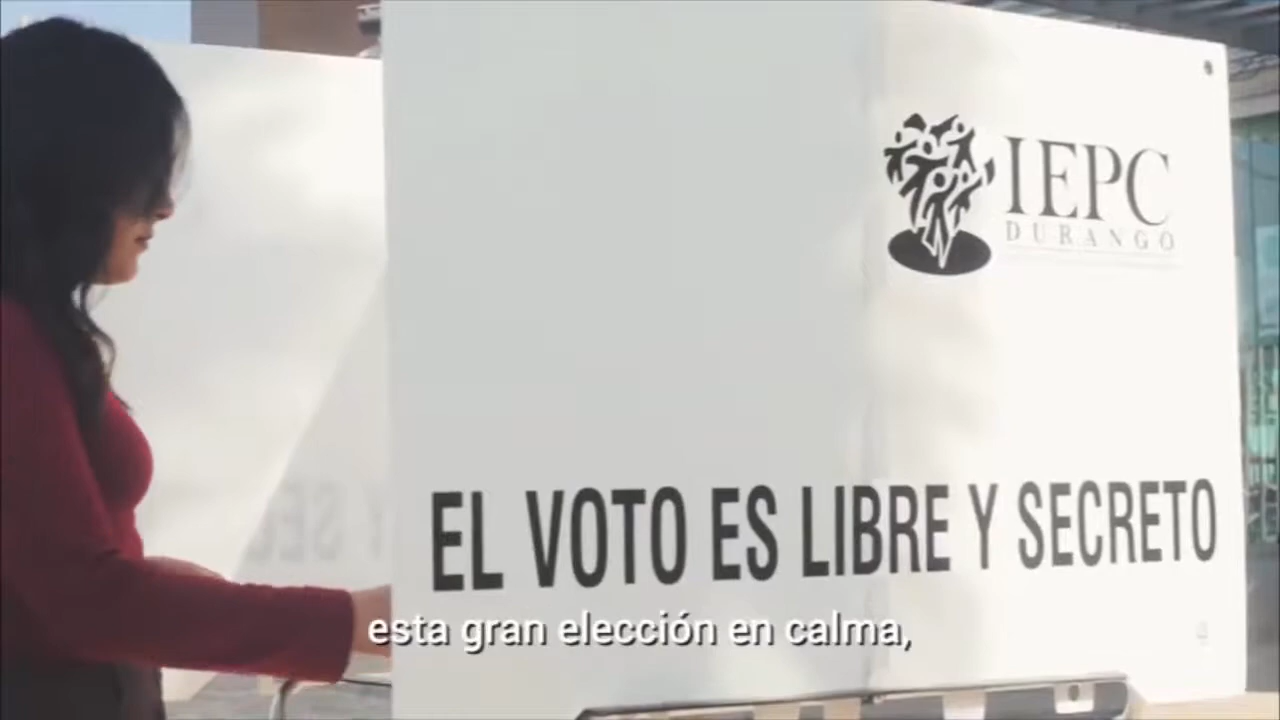 IEPC
DURANGO
EL VOTO ES LIBRE Y SECRETO
esta gran elección en calma,